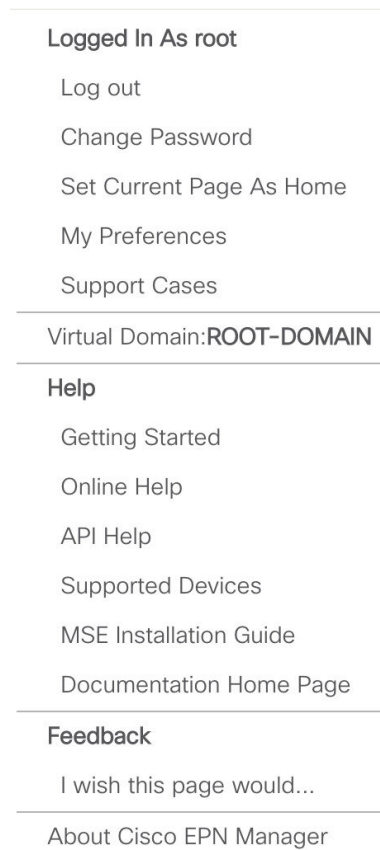 Logged In As root
Log out
Change Password
Set Current Page As Home
My Preferences
Support Cases
Virtual Domain:ROOT-DOMAIN
Help
Getting Started
Online Help
API Help
Supported Devices
MSE Installation Guide
Documentation Home Page
Feedback
I wish this page would...
About Cisco EPN Manager